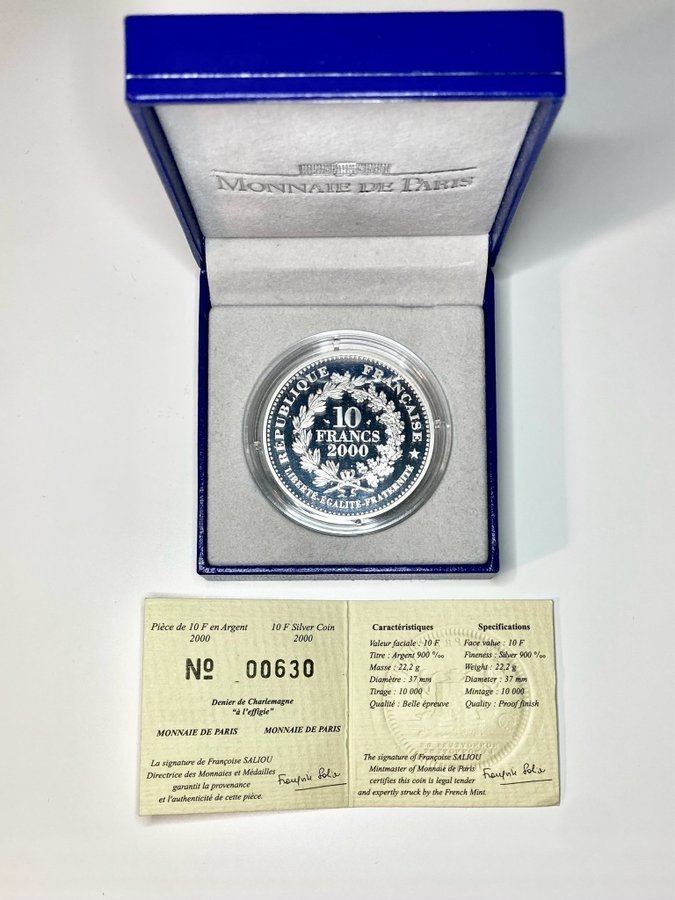 MONNAIE DE PARIS
RÉPUBLIQUE FRANÇAISE
10
FRANCS
2000
LIBERTÉ·ÉGALITÉ·FRATERNITÉ
Pièce de 10 F en Argent
2000
10 F Silver Coin
2000
Nº 00630
Denier de Charlemagne
"à l'effigie"
MONNAIE DE PARIS MONNAIE DE PARIS
La signature de Françoise SALIOU
Directrice des Monnaies et Médailles
garantit la provenance
et l'authenticité de cette pièce.
Caractéristiques
Valeur faciale : 10 F
Titre : Argent 900 ‰
Masse : 22,2 g
Diamètre : 37 mm
Tirage : 10 000
Qualité : Belle épreuve
Specifications
Face value : 10 F
Fineness : Silver 900 ‰
Weight : 22,2 g
Diameter : 37 mm
Mintage : 10 000
Quality : Proof finish
The signature of Françoise SALIOU
Mintmaster of Monnaie de Paris
certifies this coin is legal tender
and expertly struck by the French Mint.